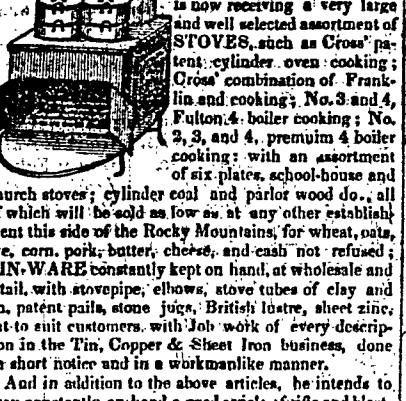 is now receiving a very large
and well selected assortment of
STOVES, such as Cross' pa-
tent cylinder oven cooking;
Cross' combination of Frank-
lin and cooking; No. 3 and 4,
Fulton 4 boiler cooking; No.
2, 3, and 4, premuim 4 boiler
cooking: with an assortment
of six plates, school-house and
urch stoves; cylinder coal and parlor wood do., all
f which will be sold as low as at any other establish
ent this side of the Rocky Mountains, for wheat, oats,
e, corn, pork, butter, cheese, and cash not refused;
IN-WARE constantly kept on hand, at wholesale and
tail, with stovepipe, elbows, stove tubes of clay and
n, patent pails, stone jugs, British lustre, sheet zinc,
t to suit customers, with Job work of every descrip-
on in the Tin, Copper & Sheet Iron business, done
short notice and in a workmanlike manner.
And in addition to the above articles, he intends to
constantly on hand a good